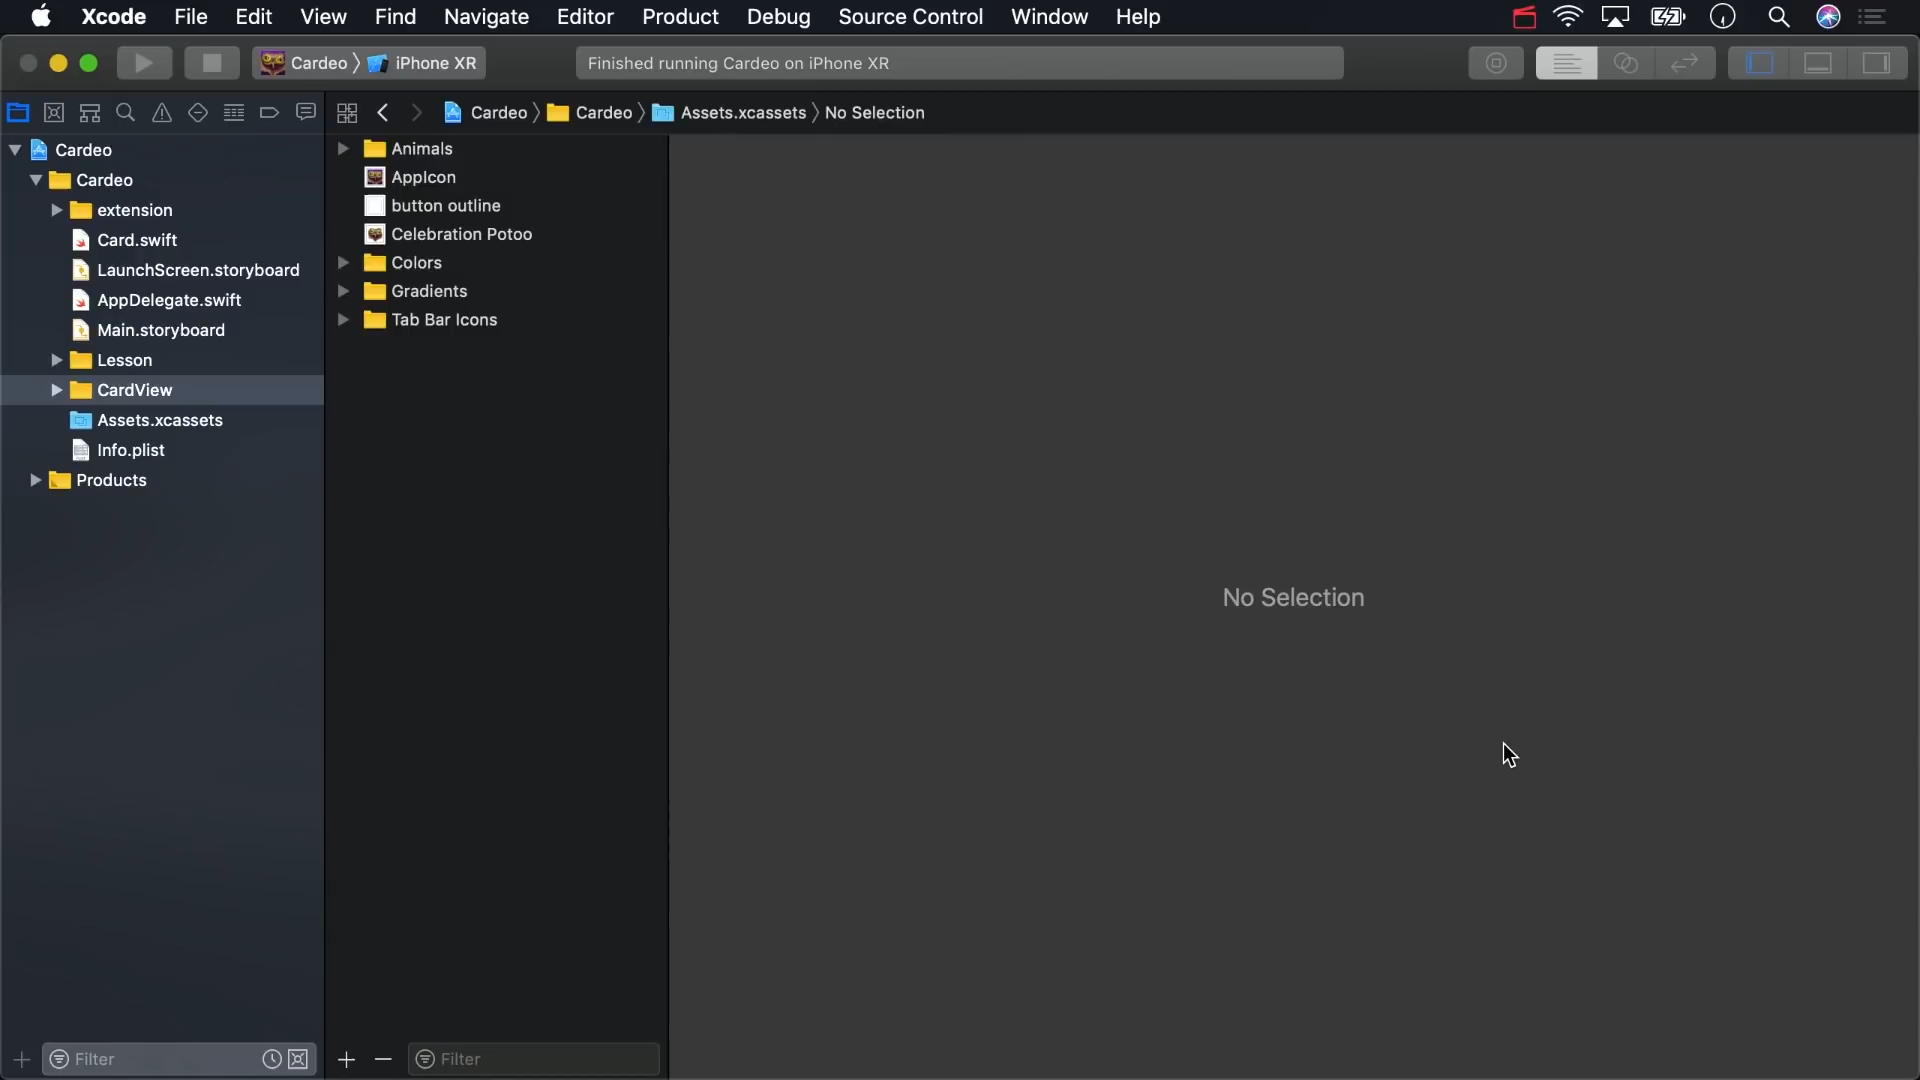 Xcode File Edit View Find Navigate Editor Product Debug Source Control Window Help
Cardeo iPhone XR
Finished running Cardeo on iPhone XR
Cardeo Cardeo Assets.xcassets No Selection
Cardeo
Cardeo
extension
Card.swift
LaunchScreen.storyboard
AppDelegate.swift
Main.storyboard
Lesson
CardView
Assets.xcassets
Info.plist
Products
Filter
Animals
AppIcon
button outline
Celebration Potoo
Colors
Gradients
Tab Bar Icons
Filter
No Selection